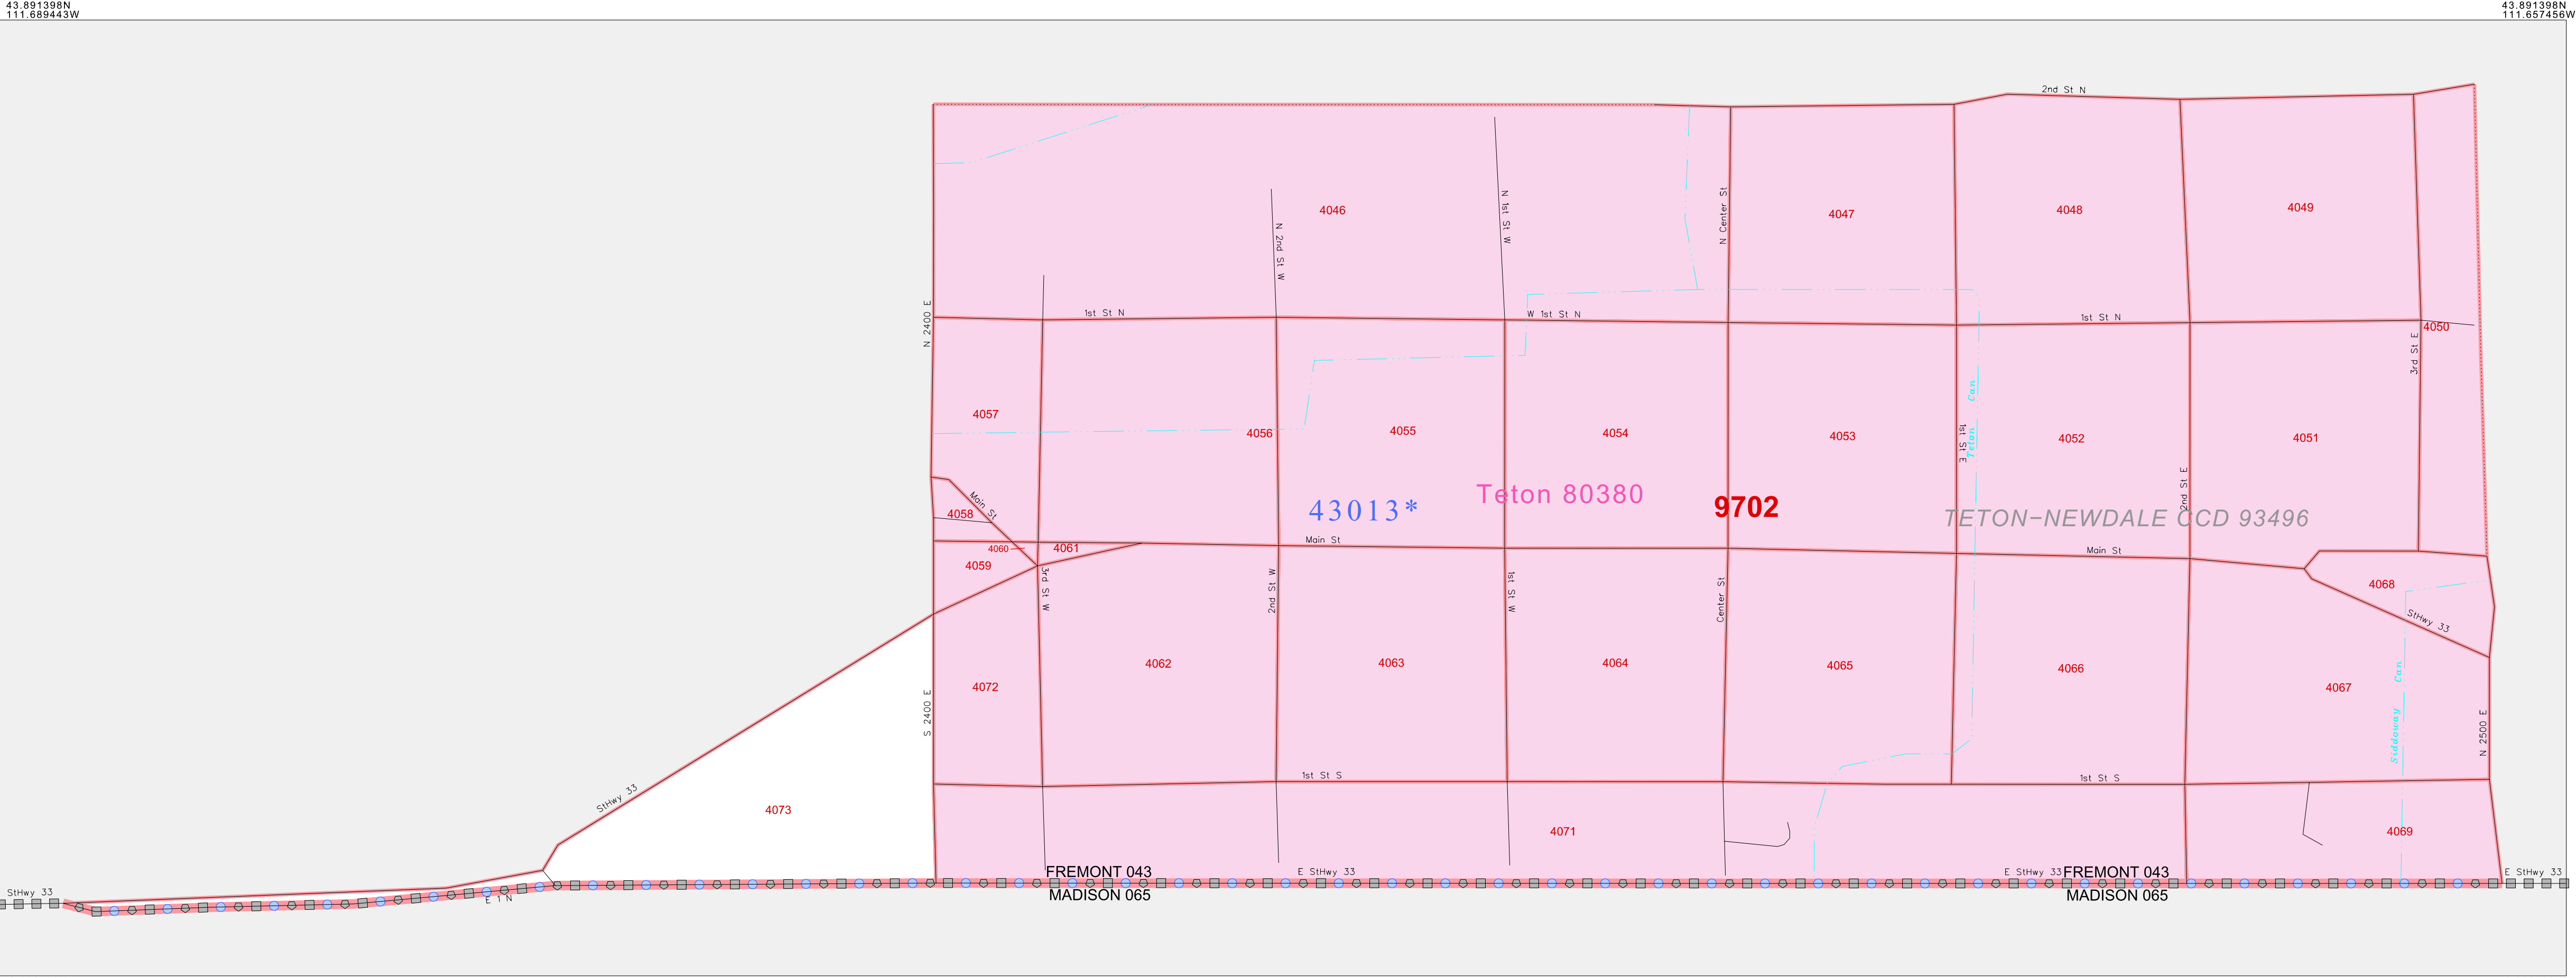 43.891398N
111.689443W
43.891398N
111.657456W
2nd St N
4046
4047
4048
4049
N 2nd St W
N 1st St W
N Center St
N 2400 E
1st St N
W 1st St N
1st St N
4050
3rd St E
4057
4056
4055
4054
4053
1st St E
Teton Can
4052
2nd St E
4051
Main St
4058
43013*
Teton 80380
9702
TETON-NEWDALE CCD 93496
4060
4061
Main St
Main St
4059
3rd St W
2nd St W
1st St W
Center St
4068
StHwy 33
4072
4062
4063
4064
4065
4066
4067
Siddoway Can
S 2400 E
N 2500 E
1st St S
1st St S
StHwy 33
4073
4071
4069
StHwy 33
E 1 N
FREMONT 043
MADISON 065
E StHwy 33
E StHwy 33
FREMONT 043
MADISON 065
E StHwy 33